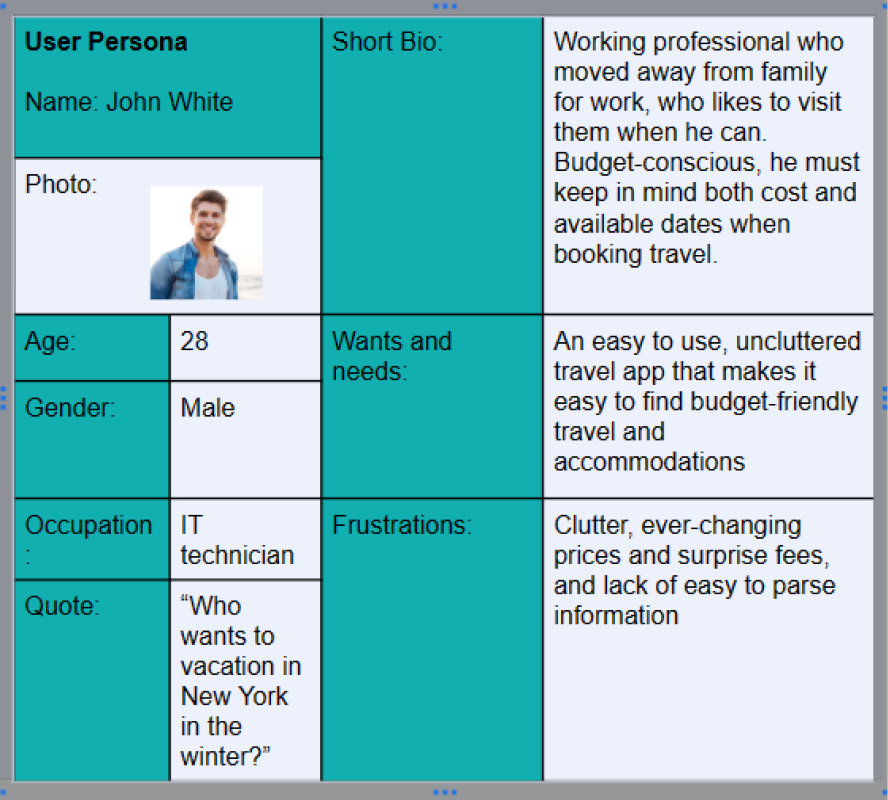 User Persona
Name: John White
Photo:
Short Bio:
Working professional who
moved away from family
for work, who likes to visit
them when he can.
Budget-conscious, he must
keep in mind both cost and
available dates when
booking travel.
Age:
28
Gender:
Male
Wants and
needs:
An easy to use, uncluttered
travel app that makes it
easy to find budget-friendly
travel and
accommodations
Occupation
:
IT
technician
Quote:
“Who
wants to
vacation in
New York
in the
winter?”
Frustrations:
Clutter, ever-changing
prices and surprise fees,
and lack of easy to parse
information